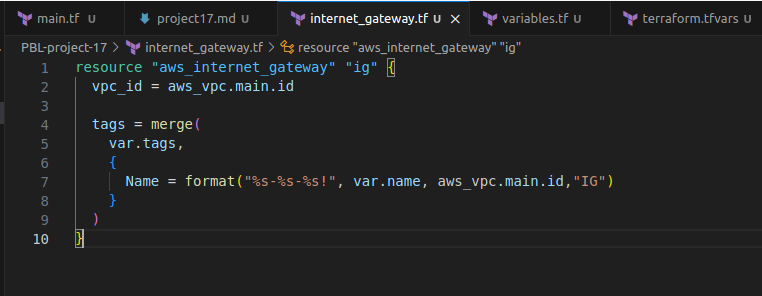 main.tf U project17.md U internet_gateway.tf U × variables.tf U terraform.tfvars U
PBL-project-17 > internet_gateway.tf > resource "aws_internet_gateway" "ig"
1 resource "aws_internet_gateway" "ig" {
2 vpc_id = aws_vpc.main.id
3
4 tags = merge(
5 var.tags,
6 {
7 Name = format("%s-%s-%s!", var.name, aws_vpc.main.id,"IG")
8 }
9 )
10 }